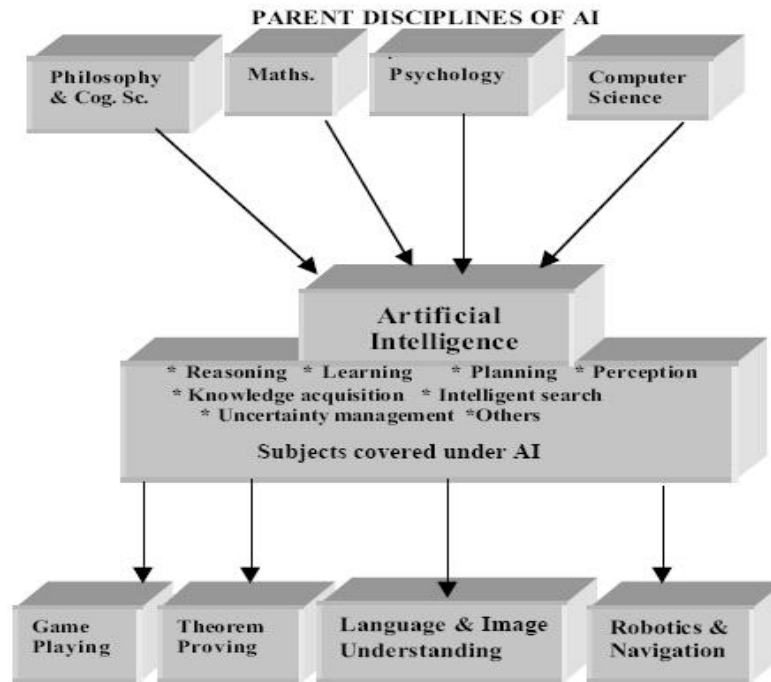 PARENT DISCIPLINES OF AI
Philosophy
& Cog. Sc.
Maths.
Psychology
Computer
Science
Artificial
Intelligence
* Reasoning * Learning * Planning * Perception
* Knowledge acquisition * Intelligent search
* Uncertainty management *Others
Subjects covered under AI
Game
Playing
Theorem
Proving
Language & Image
Understanding
Robotics &
Navigation